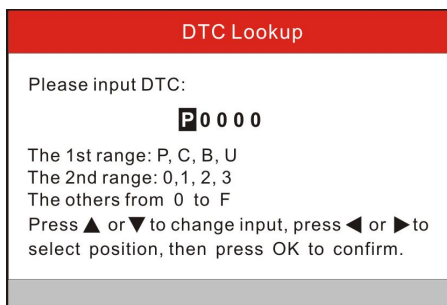 DTC Lookup
Please input DTC:
P0000
The 1st range: P, C, B, U
The 2nd range: 0,1, 2, 3
The others from 0 to F
Press ▲ or ▼ to change input, press ◀ or ▶ to
select position, then press OK to confirm.